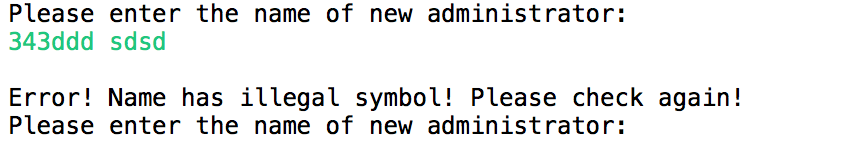 Please enter the name of new administrator:
343ddd sdsd
Error! Name has illegal symbol! Please check again!
Please enter the name of new administrator: